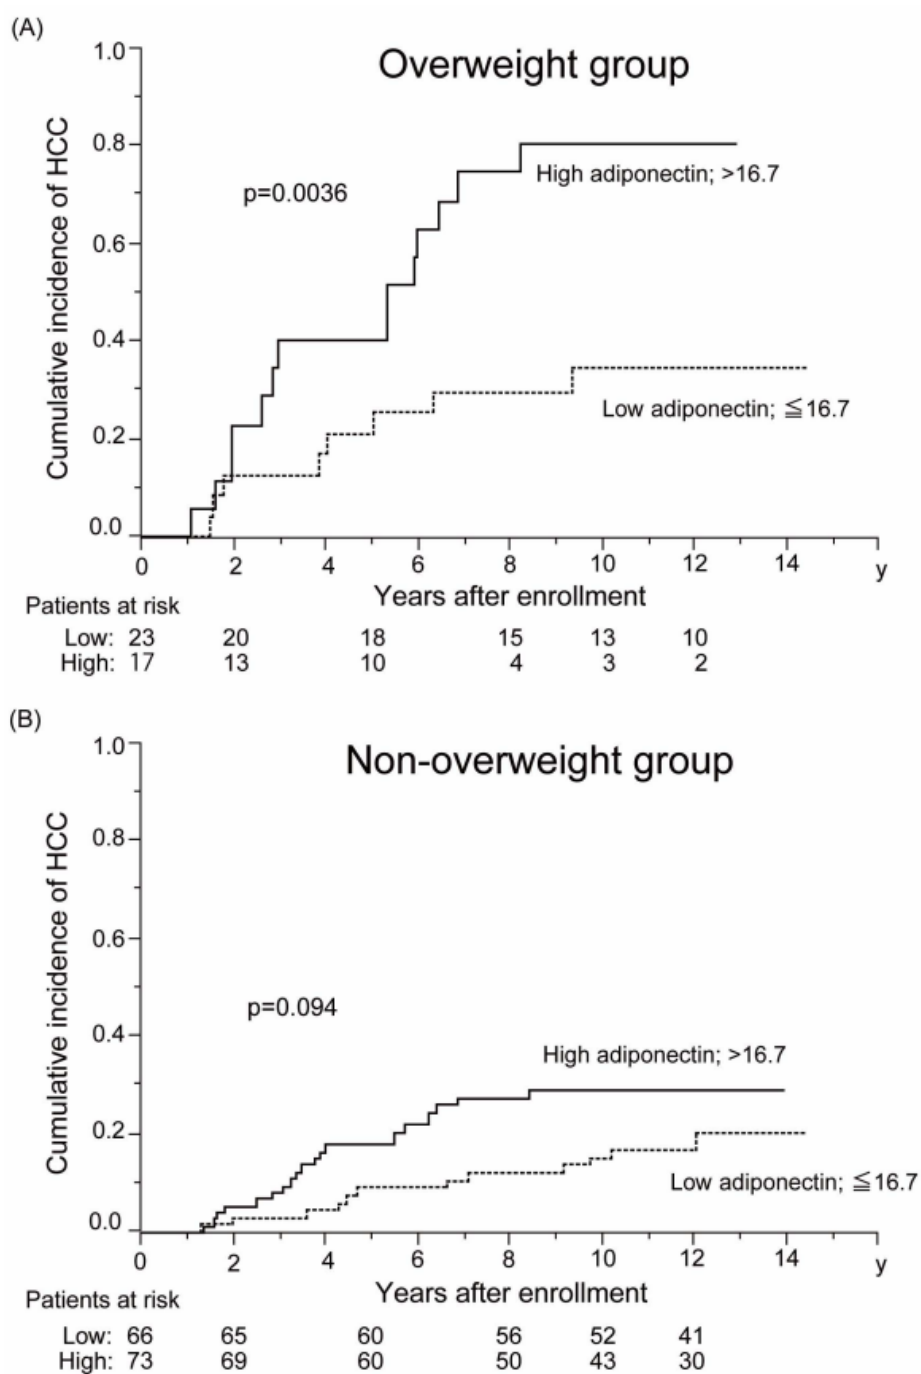 (A)
Overweight group
Cumulative incidence of HCC
1.0
0.8
0.6
0.4
0.2
0.0
p=0.0036
High adiponectin; >16.7
Low adiponectin; ≦16.7
0 2 4 6 8 10 12 14 y
Years after enrollment
Patients at risk
Low: 23 20 18 15 13 10
High: 17 13 10 4 3 2
(B)
Non-overweight group
Cumulative incidence of HCC
1.0
0.8
0.6
0.4
0.2
0.0
p=0.094
High adiponectin; >16.7
Low adiponectin; ≦16.7
0 2 4 6 8 10 12 14 y
Years after enrollment
Patients at risk
Low: 66 65 60 56 52 41
High: 73 69 60 50 43 30